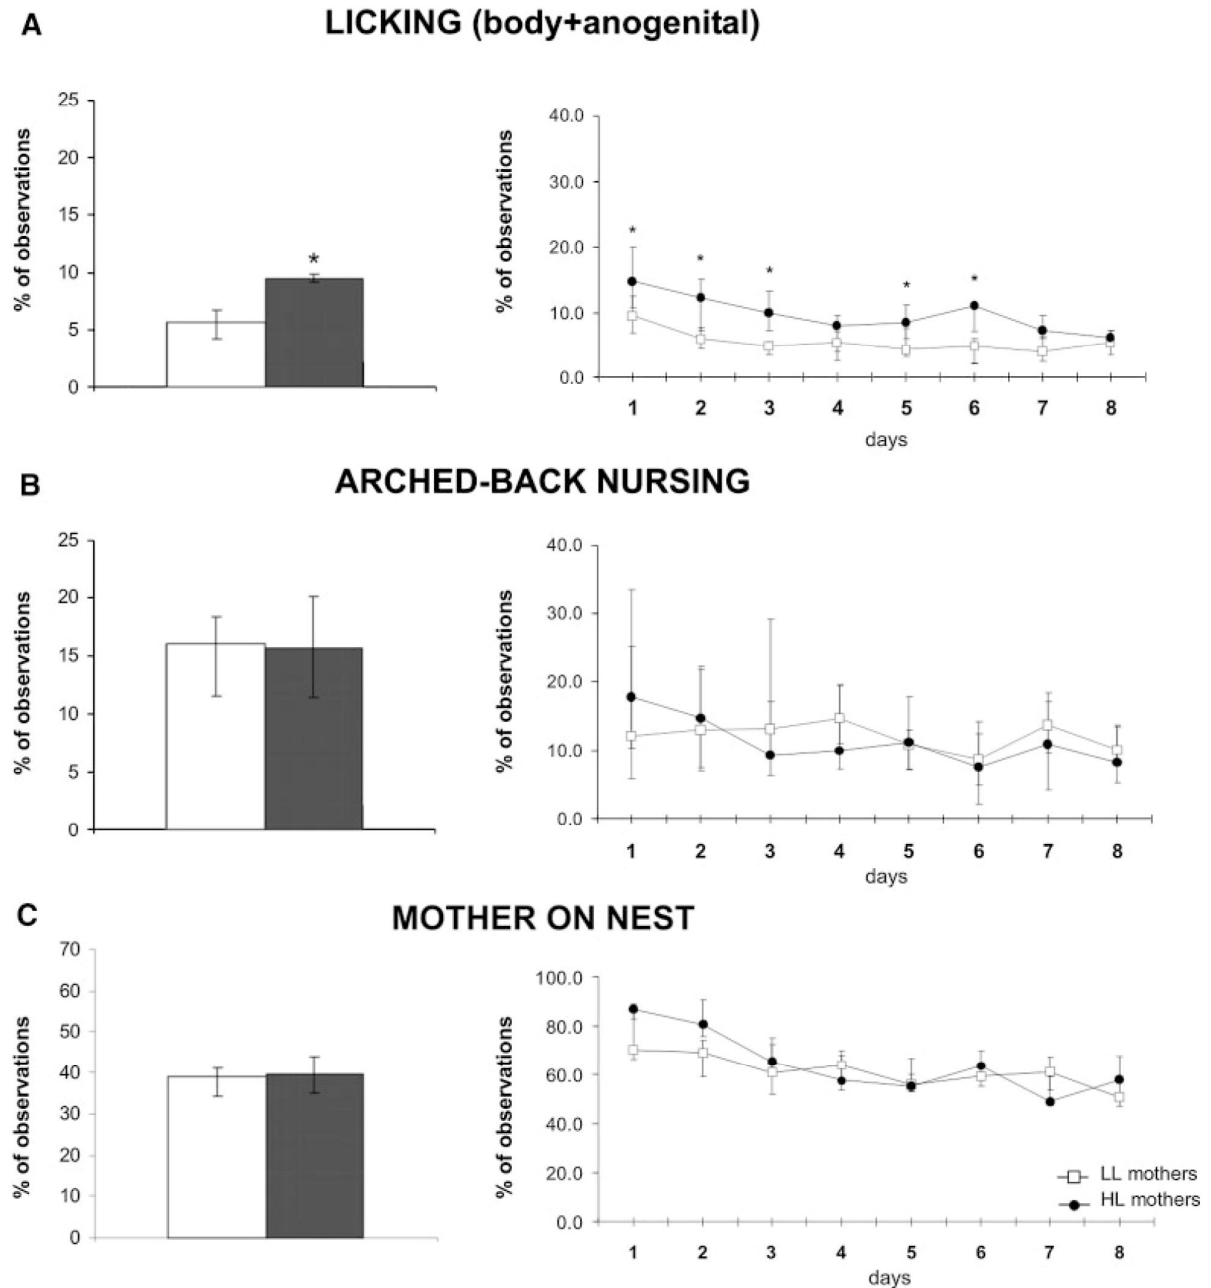 A
LICKING (body+anogenital)
% of observations
25
20
15
10
5
0
*
% of observations
40.0
30.0
20.0
10.0
0.0
* * * * *
1 2 3 4 5 6 7 8
days
B
ARCHED-BACK NURSING
% of observations
25
20
15
10
5
0
% of observations
40.0
30.0
20.0
10.0
0.0
1 2 3 4 5 6 7 8
days
C
MOTHER ON NEST
% of observations
70
60
50
40
30
20
10
0
% of observations
100.0
80.0
60.0
40.0
20.0
0.0
LL mothers
HL mothers
1 2 3 4 5 6 7 8
days